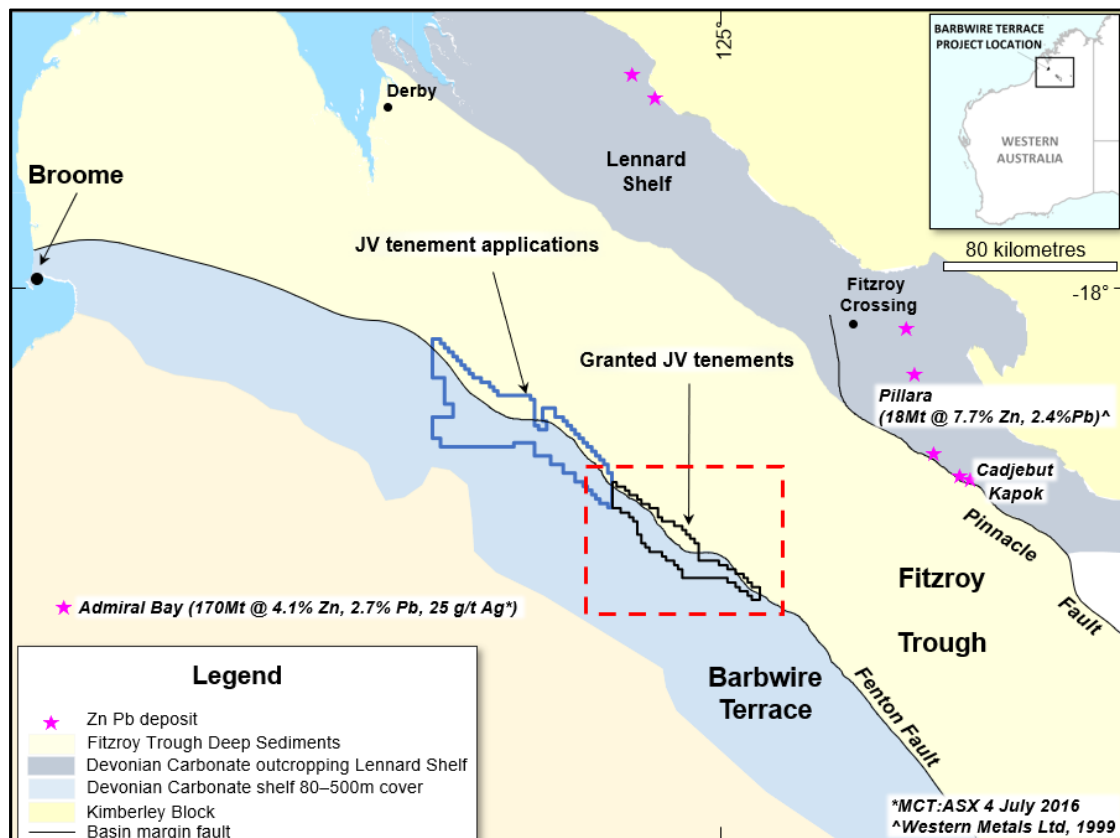 125°
BARBWIRE TERRACE
PROJECT LOCATION
WESTERN
AUSTRALIA
Derby
Lennard
Shelf
Broome
JV tenement applications
80 kilometres
-18°
Fitzroy
Crossing
Granted JV tenements
Pillara
(18Mt @ 7.7% Zn, 2.4%Pb)^
Cadjebut
Kapok
Pinnacle
Fault
Fitzroy
Trough
Admiral Bay (170Mt @ 4.1% Zn, 2.7% Pb, 25 g/t Ag*)
Barbwire
Terrace
Fenton Fault
Legend
Zn Pb deposit
Fitzroy Trough Deep Sediments
Devonian Carbonate outcropping Lennard Shelf
Devonian Carbonate shelf 80–500m cover
Kimberley Block
Basin margin fault
*MCT:ASX 4 July 2016
^Western Metals Ltd, 1999